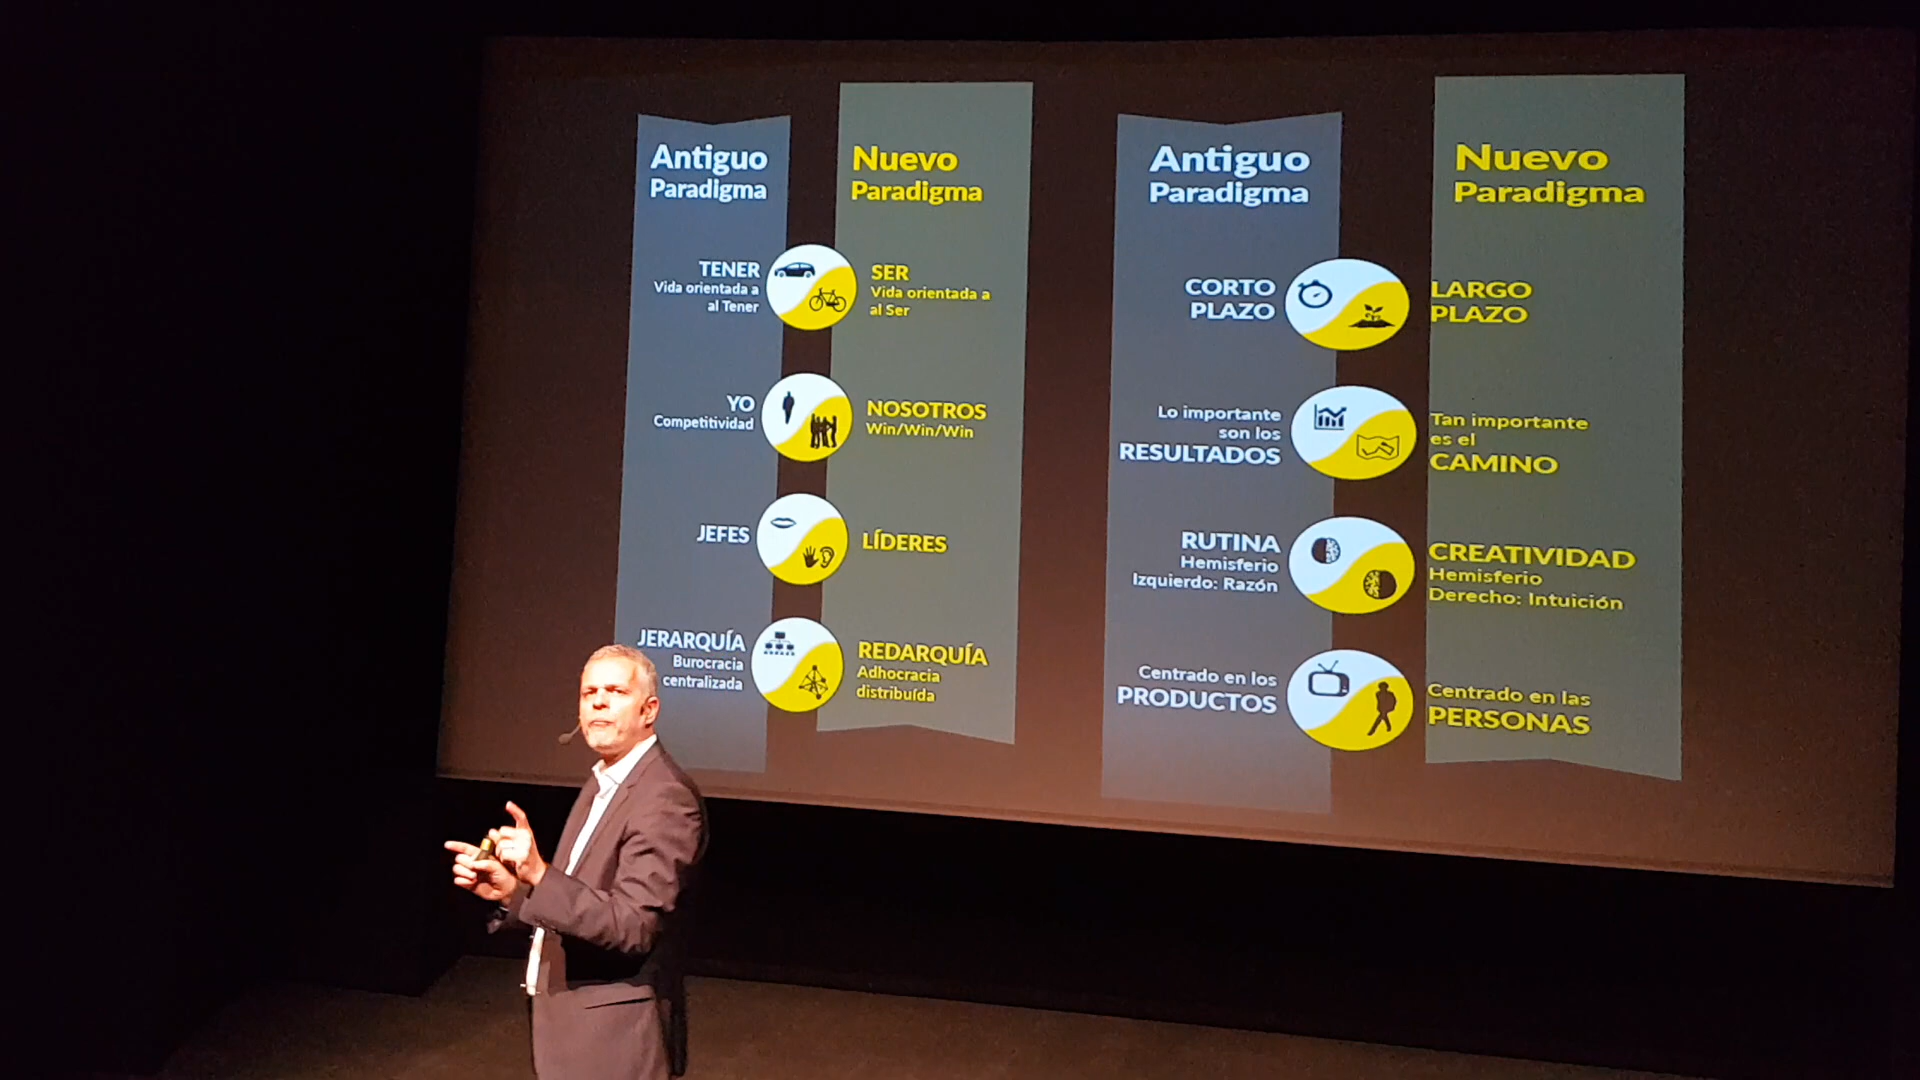 Antiguo
Paradigma
Nuevo
Paradigma
TENER
Vida orientada a
al Tener
SER
Vida orientada a
al Ser
YO
Competitividad
NOSOTROS
Win/Win/Win
JEFES
LÍDERES
JERARQUÍA
Burocracia
centralizada
REDARQUÍA
Adhocracia
distribuída
Antiguo
Paradigma
Nuevo
Paradigma
CORTO
PLAZO
LARGO
PLAZO
Lo importante
son los
RESULTADOS
Tan importante
es el
CAMINO
RUTINA
Hemisferio
Izquierdo: Razón
CREATIVIDAD
Hemisferio
Derecho: Intuición
Centrado en los
PRODUCTOS
Centrado en las
PERSONAS